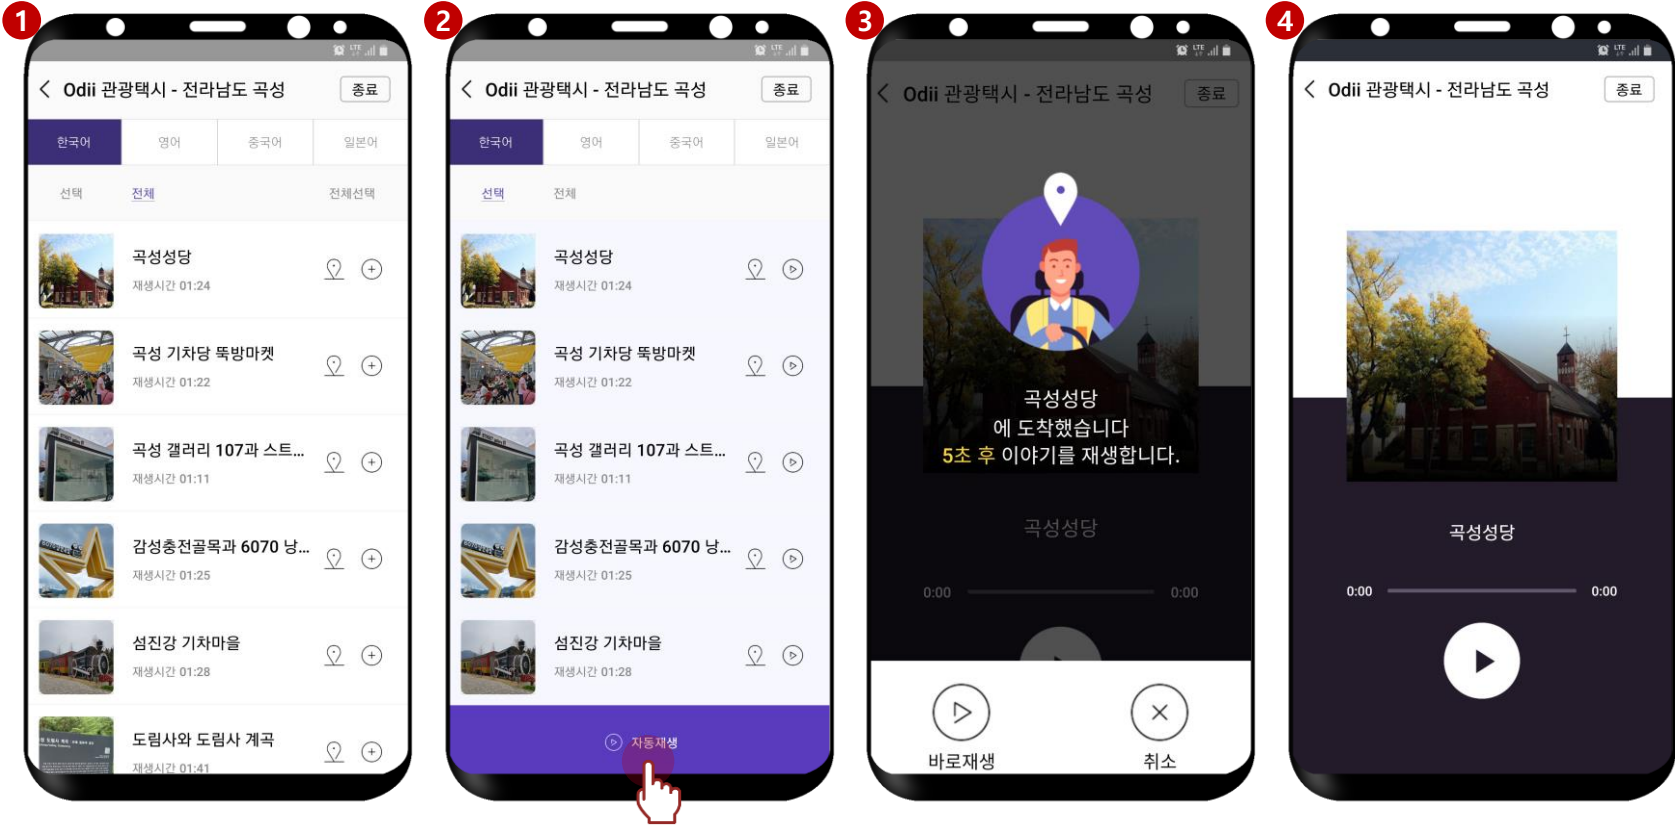 1
LTE
Odii 관광택시 - 전라남도 곡성
종료
한국어 영어 중국어 일본어
선택 전체 전체선택
곡성성당
재생시간 01:24
곡성 기차당 뚝방마켓
재생시간 01:22
곡성 갤러리 107과 스트...
재생시간 01:11
감성충전골목과 6070 낭...
재생시간 01:25
섬진강 기차마을
재생시간 01:28
도림사와 도림사 계곡
재생시간 01:41
2
LTE
Odii 관광택시 - 전라남도 곡성
종료
한국어 영어 중국어 일본어
선택 전체
곡성성당
재생시간 01:24
곡성 기차당 뚝방마켓
재생시간 01:22
곡성 갤러리 107과 스트...
재생시간 01:11
감성충전골목과 6070 낭...
재생시간 01:25
섬진강 기차마을
재생시간 01:28
자동재생
3
LTE
Odii 관광택시 - 전라남도 곡성
종료
곡성성당
에 도착했습니다
5초 후 이야기를 재생합니다.
곡성성당
0:00 0:00
바로재생 취소
4
LTE
Odii 관광택시 - 전라남도 곡성
종료
곡성성당
0:00 0:00